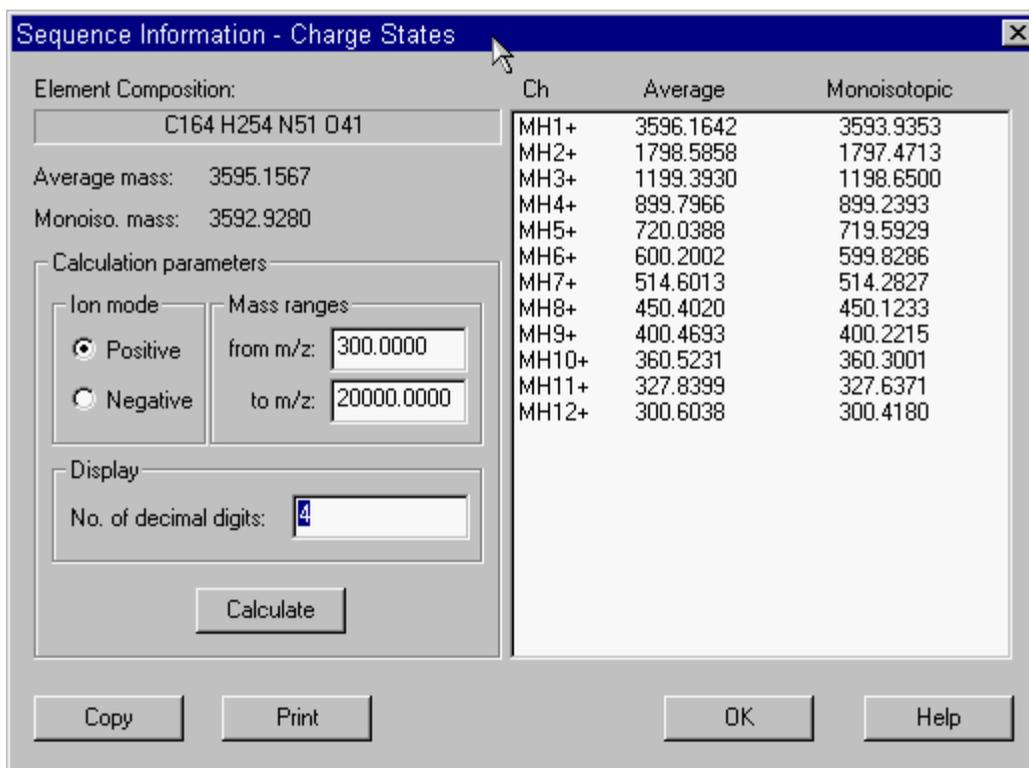 Sequence Information - Charge States
Element Composition:
C164 H254 N51 O41
Average mass: 3595.1567
Monoiso. mass: 3592.9280
Calculation parameters
Ion mode
Positive
Negative
Mass ranges
from m/z: 300.0000
to m/z: 20000.0000
Display
No. of decimal digits: 4
Calculate
Ch Average Monoisotopic
MH1+ 3596.1642 3593.9353
MH2+ 1798.5858 1797.4713
MH3+ 1199.3930 1198.6500
MH4+ 899.7966 899.2393
MH5+ 720.0388 719.5929
MH6+ 600.2002 599.8286
MH7+ 514.6013 514.2827
MH8+ 450.4020 450.1233
MH9+ 400.4693 400.2215
MH10+ 360.5231 360.3001
MH11+ 327.8399 327.6371
MH12+ 300.6038 300.4180
Copy
Print
OK
Help